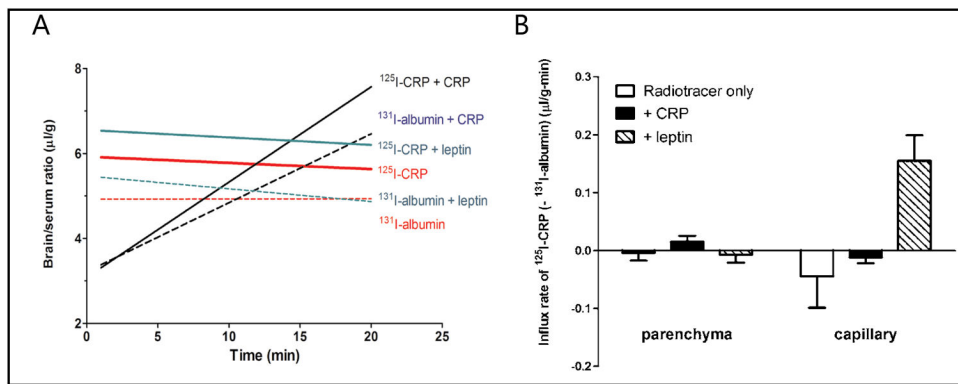 A
B
Brain/serum ratio (µl/g)
8
6
4
2
0
5
10
15
20
25
Time (min)
¹²⁵I-CRP + CRP
¹³¹I-albumin + CRP
¹²⁵I-CRP + leptin
¹²⁵I-CRP
¹³¹I-albumin + leptin
¹³¹I-albumin
Influx rate of ¹²⁵I-CRP (- ¹³¹I-albumin) (µl/g-min)
0.3
0.2
0.1
0.0
-0.1
-0.2
Radiotracer only
+ CRP
+ leptin
parenchyma
capillary